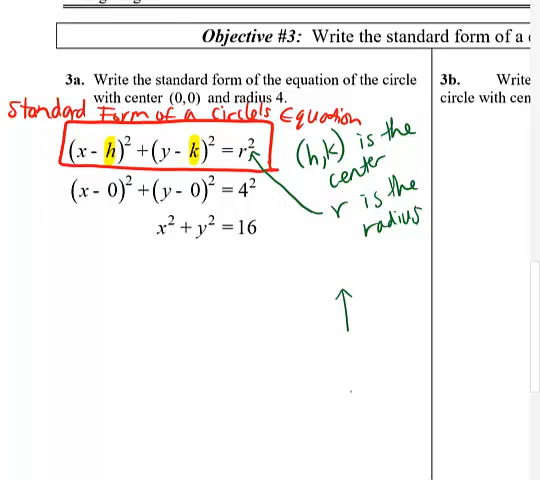 Objective #3: Write the standard form of a
3a. Write the standard form of the equation of the circle
with center (0,0) and radius 4.
Standard Form of a Circle's Equation
(x - h)² + (y - k)² = r²
(x - 0)² + (y - 0)² = 4²
x² + y² = 16
(h,k) is the
center
r is the
radius
3b. Write
circle with cen